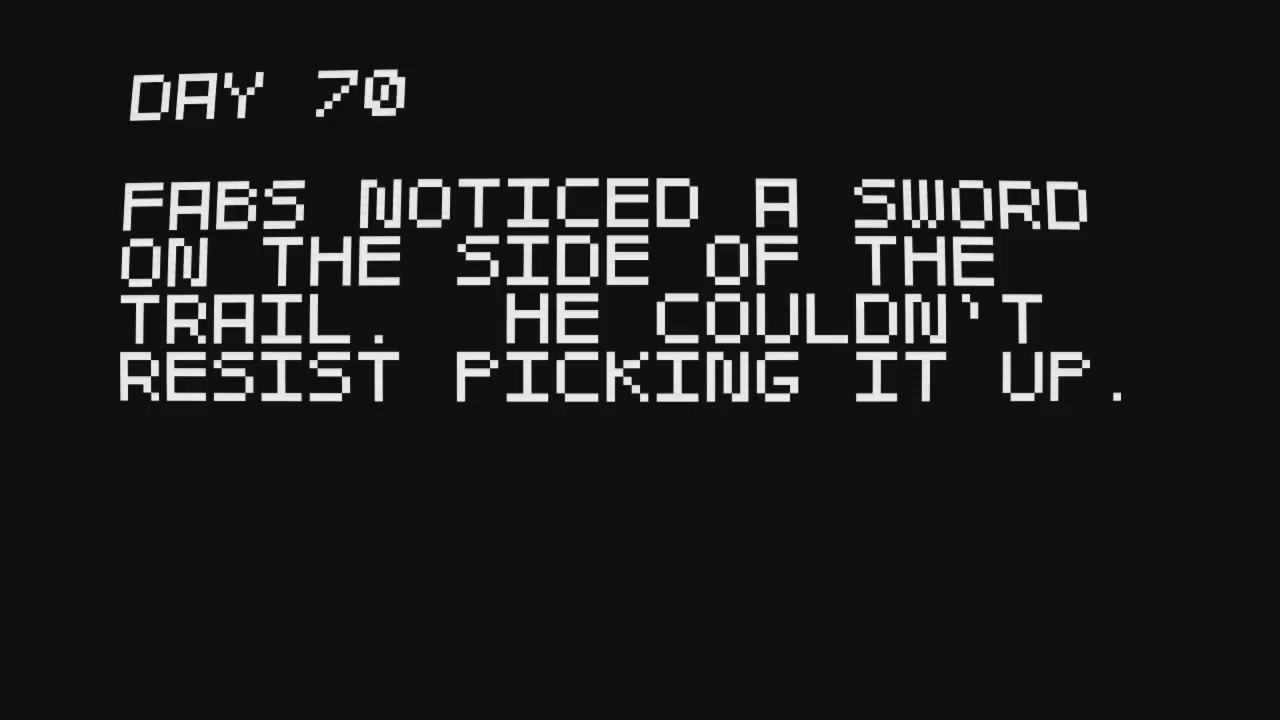 DAY 70
FABS NOTICED A SWORD
ON THE SIDE OF THE
TRAIL.  HE COULDN'T
RESIST PICKING IT UP.